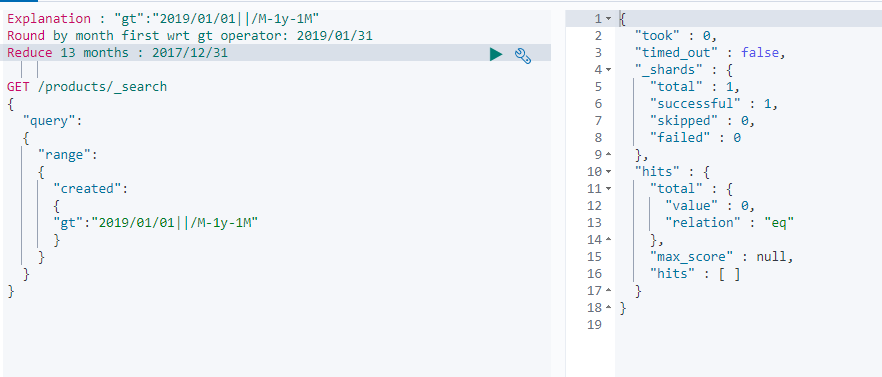 Explanation : "gt":"2019/01/01||/M-1y-1M"
Round by month first wrt gt operator: 2019/01/31
Reduce 13 months : 2017/12/31
GET /products/_search
{
"query":
{
"range":
{
"created":
{
"gt":"2019/01/01||/M-1y-1M"
}
}
}
}
1 {
2 "took" : 0,
3 "timed_out" : false,
4 "_shards" : {
5 "total" : 1,
6 "successful" : 1,
7 "skipped" : 0,
8 "failed" : 0
9 },
10 "hits" : {
11 "total" : {
12 "value" : 0,
13 "relation" : "eq"
14 },
15 "max_score" : null,
16 "hits" : [ ]
17 }
18 }
19